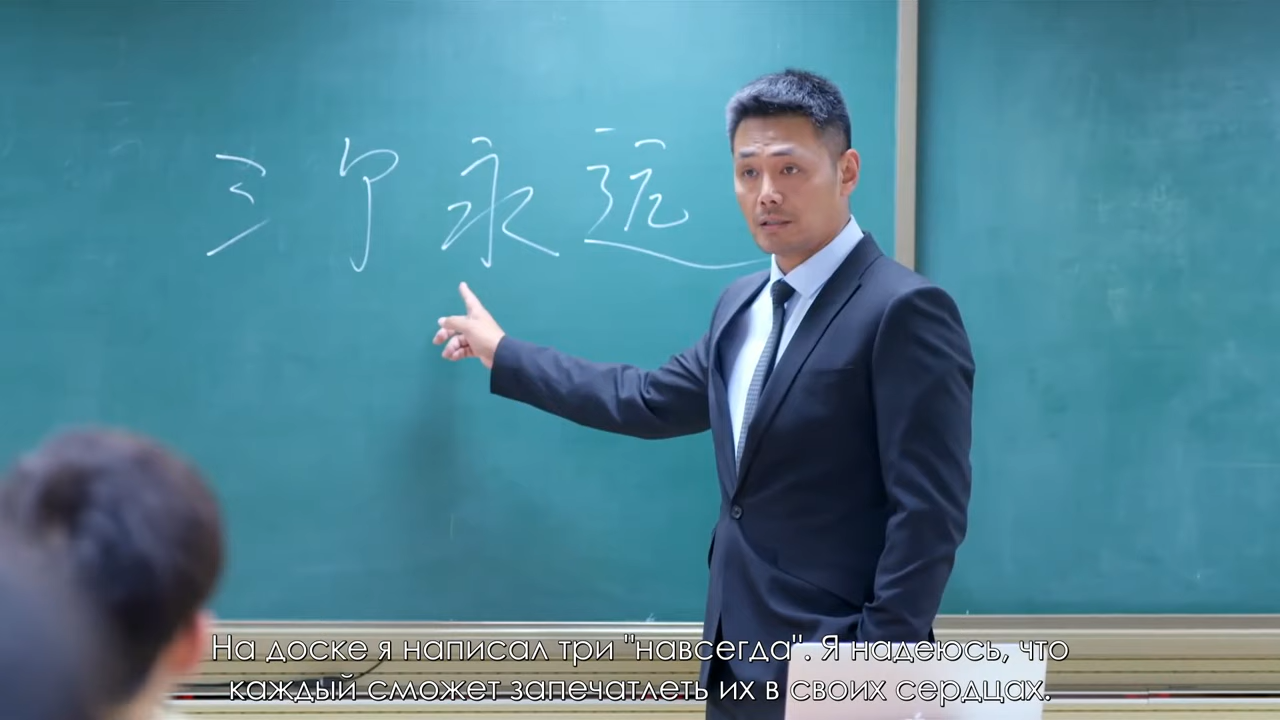 三个永远
На доске я написал три "навсегда". Я надеюсь, что
каждый сможет запечатлеть их в своих сердцах.